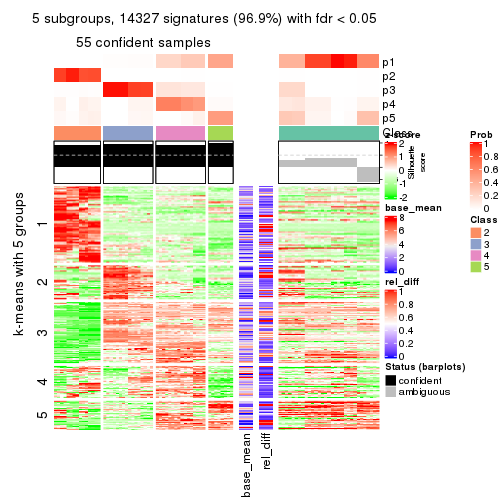 5 subgroups, 14327 signatures (96.9%) with fdr < 0.05
55 confident samples
p1
p2
p3
p4
p5
Class
k-means with 5 groups
1
2
3
4
5
base_mean
rel_diff
Silhouette
score
z-score
2
1
0
-1
-2
base_mean
8
6
4
2
0
rel_diff
1
0.8
0.6
0.4
0.2
0
Status (barplots)
confident
ambiguous
Prob
1
0.8
0.6
0.4
0.2
0
Class
2
3
4
5